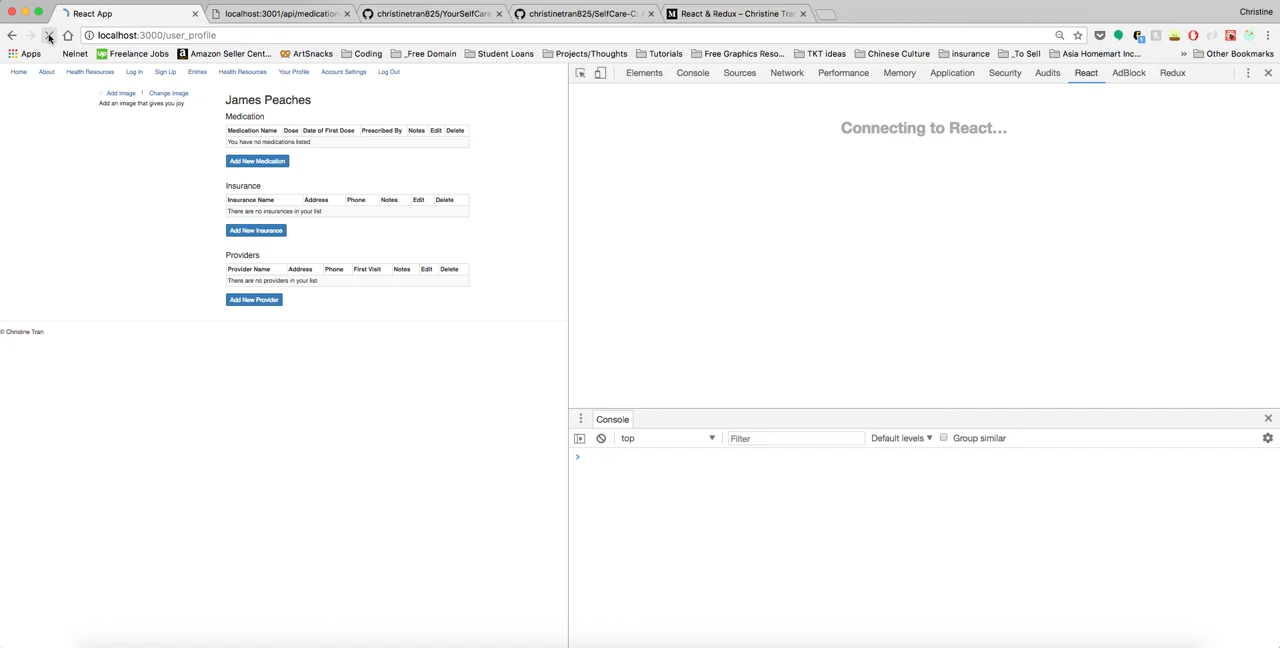 React App
localhost:3001/api/medication
christinetran825/YourSelfCare
christinetran825/SelfCare-C: A
React & Redux – Christine Tran
Christine
localhost:3000/user_profile
Apps
Nelnet
Up Freelance Jobs
a Amazon Seller Cent...
ArtSnacks
Coding
_Free Domain
Student Loans
Projects/Thoughts
Tutorials
Free Graphics Reso...
TKT ideas
Chinese Culture
insurance
_To Sell
Asia Homemart Inc...
»
Other Bookmarks
Home About Health Resources Log In Sign Up Entries Health Resources Your Profile Account Settings Log Out
Add Image | Change Image
Add an image that gives you joy
James Peaches
Medication
Medication Name Dose Date of First Dose Prescribed By Notes Edit Delete
You have no medications listed
Add New Medication
Insurance
Insurance Name Address Phone Notes Edit Delete
There are no insurances in your list
Add New Insurance
Providers
Provider Name Address Phone First Visit Notes Edit Delete
There are no providers in your list
Add New Provider
© Christine Tran
Elements Console Sources Network Performance Memory Application Security Audits React AdBlock Redux
Connecting to React...
Console
top Filter Default levels Group similar